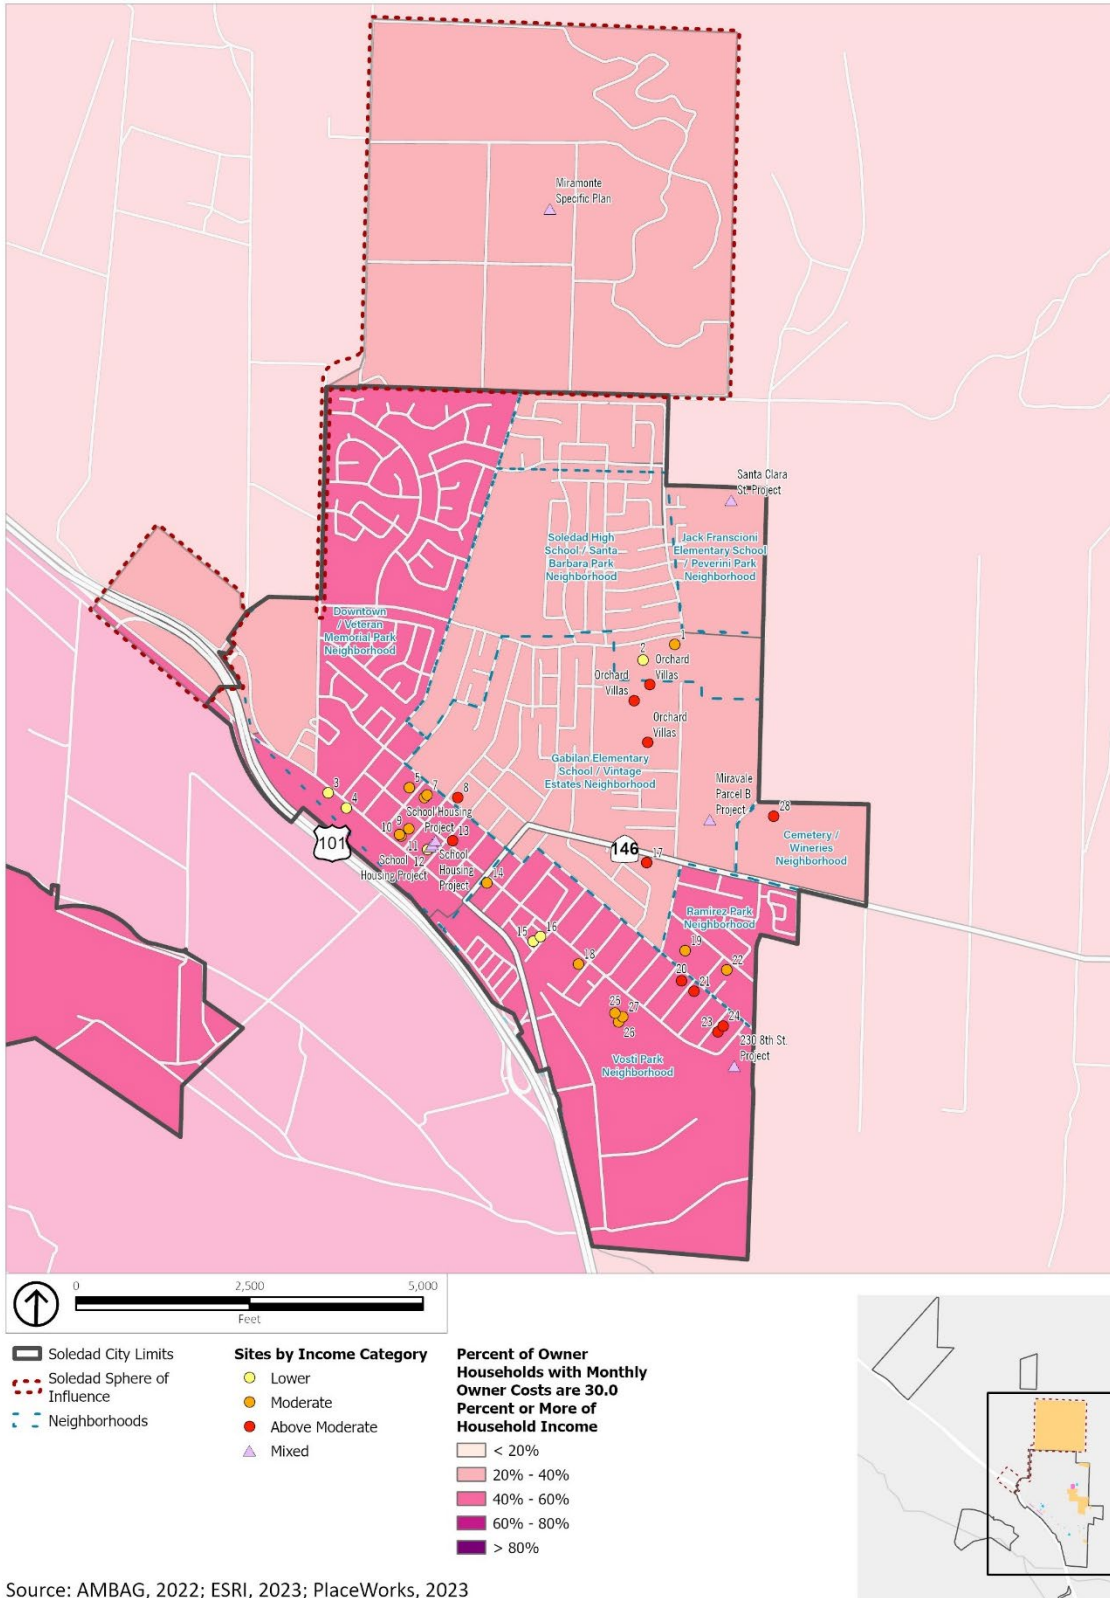 Miramonte
Specific Plan
Santa Clara
St. Project
Soledad High
School / Santa
Barbara Park
Neighborhood
Jack Franscioni
Elementary School
/ Peverini Park
Neighborhood
Downtown
/ Veteran
Memorial Park
Neighborhood
1
2
Orchard
Villas
Orchard
Villas
Orchard
Villas
Gabilan Elementary
School / Vintage
Estates Neighborhood
Miravale
Parcel B
Project
28
Cemetery /
Wineries
Neighborhood
3
4
5
7
8
School Housing
Project
9
10
11
12
13
School
Housing Project
School
Housing
Project
101
146
14
17
15
16
18
Ramirez Park
Neighborhood
19
20
21
22
23
24
25
27
26
230 8th St.
Project
Vosti Park
Neighborhood
0
2,500
5,000
Feet
Soledad City Limits
Soledad Sphere of
Influence
Neighborhoods
Sites by Income Category
Lower
Moderate
Above Moderate
Mixed
Percent of Owner
Households with Monthly
Owner Costs are 30.0
Percent or More of
Household Income
< 20%
20% - 40%
40% - 60%
60% - 80%
> 80%
Source: AMBAG, 2022; ESRI, 2023; PlaceWorks, 2023